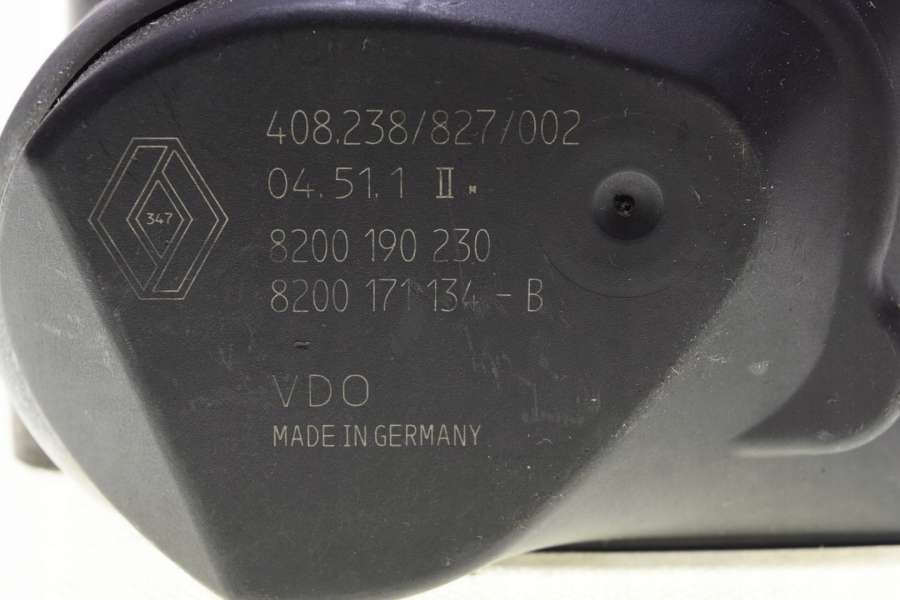 408.238/827/002
04.51.1 II M
347
8200 190 230
8200 171 134 - B
VDO
MADE IN GERMANY